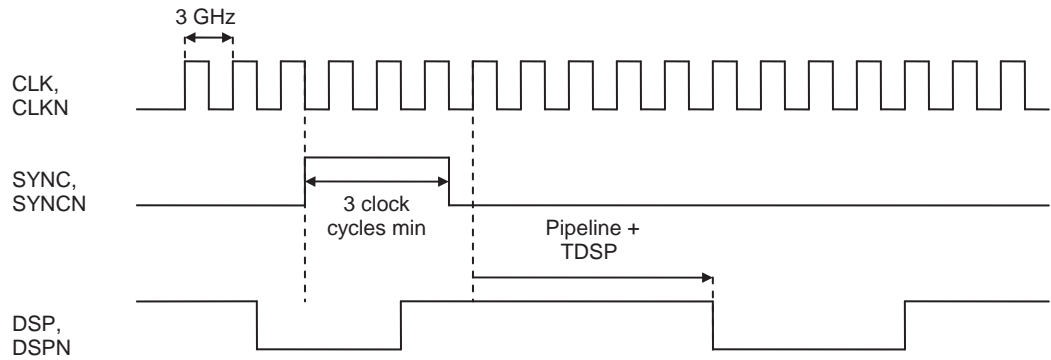 3 GHz
CLK,
CLKN
SYNC,
SYNCN
3 clock
cycles min
Pipeline +
TDSP
DSP,
DSPN